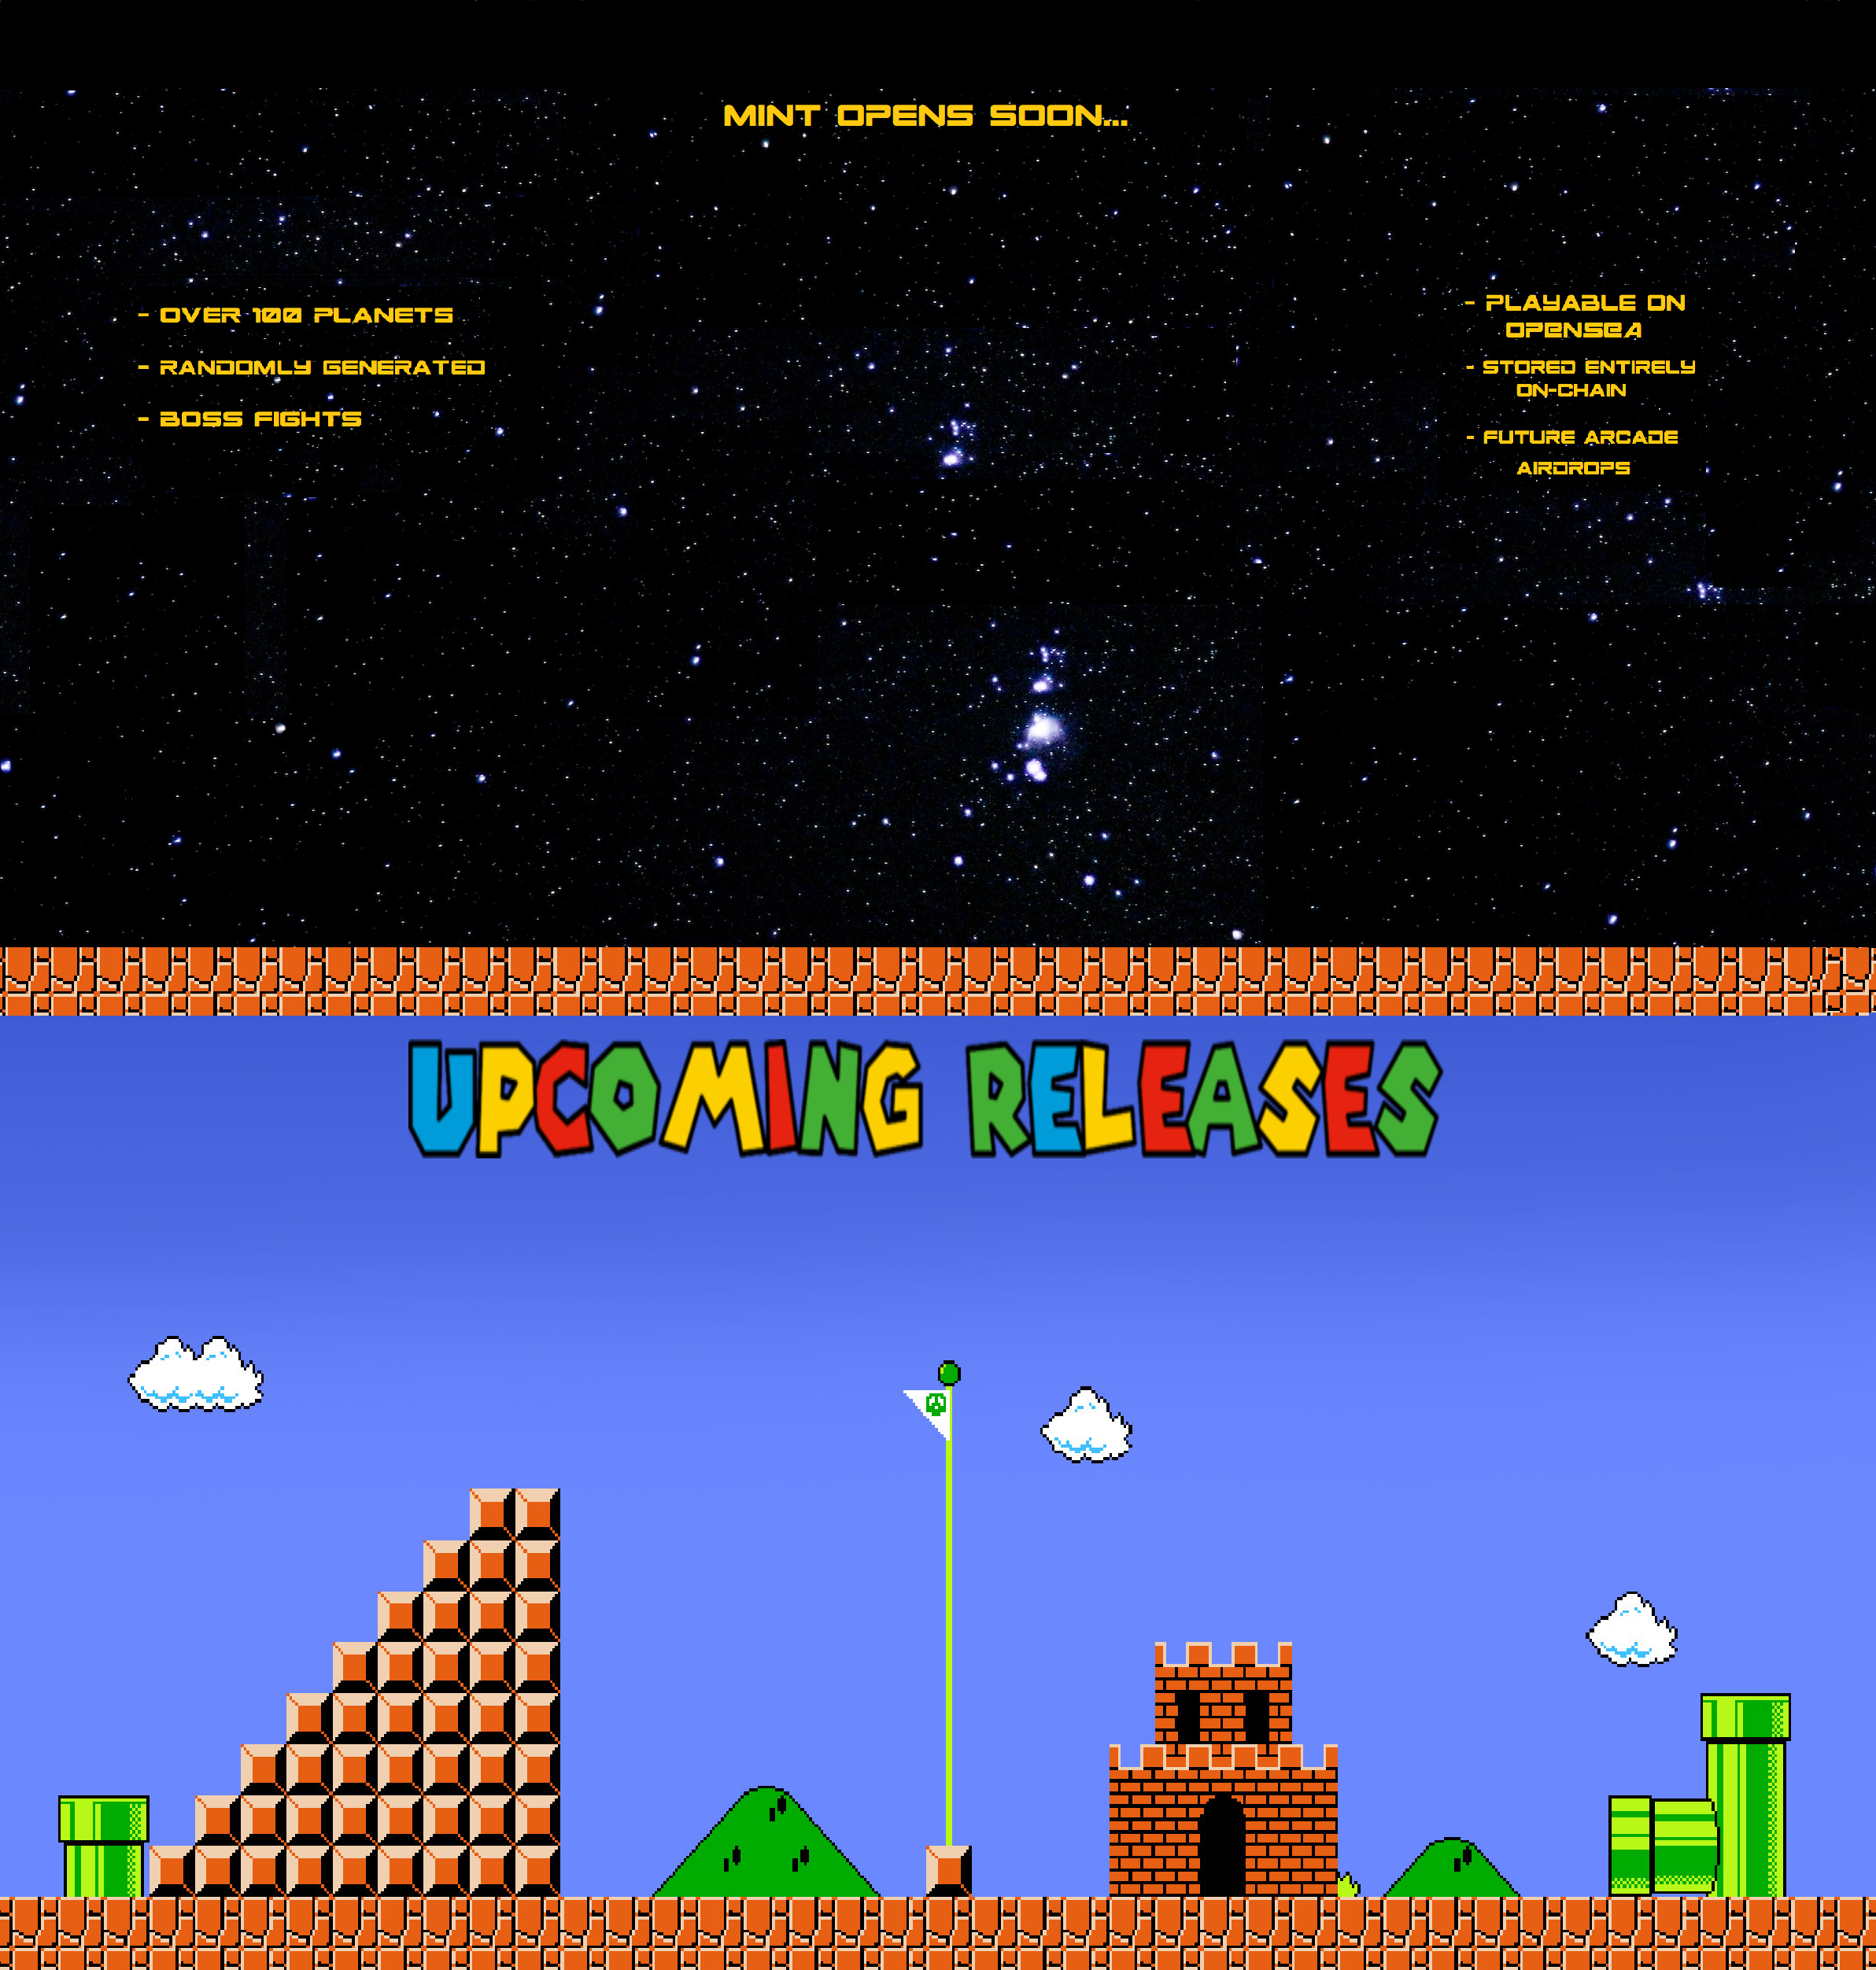 MINT OPENS SOON...
- OVER 100 PLANETS
- RANDOMLY GENERATED
- BOSS FIGHTS
- PLAYABLE ON
OPENSEA
- STORED ENTIRELY
ON-CHAIN
- FUTURE ARCADE
AIRDROPS
UPCOMING RELEASES